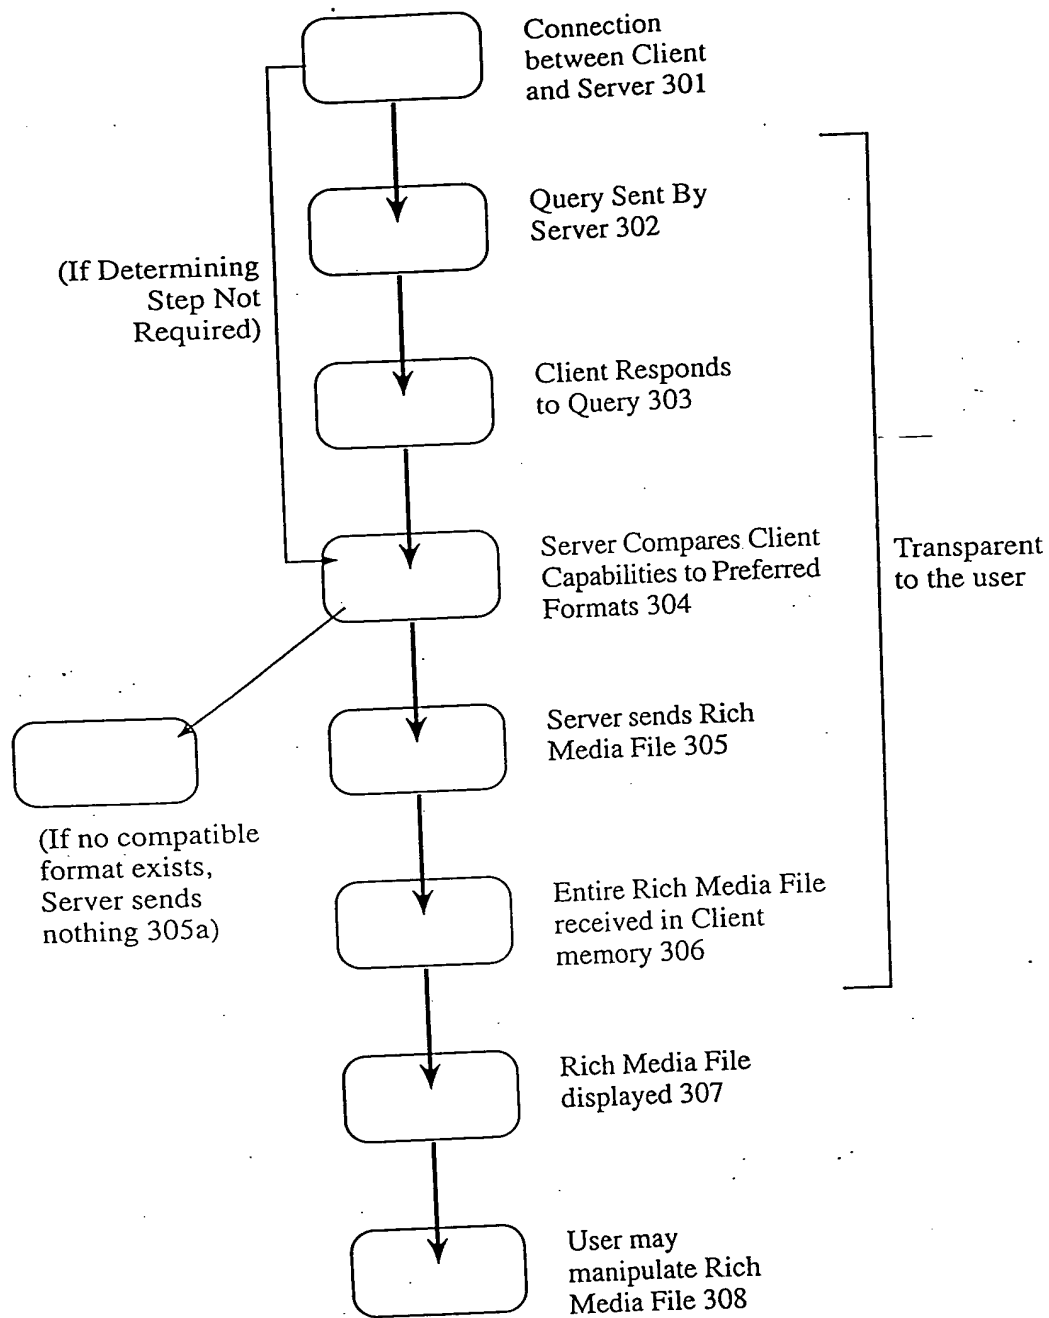 Connection
between Client
and Server 301
Query Sent By
Server 302
(If Determining
Step Not
Required)
Client Responds
to Query 303
Server Compares Client
Capabilities to Preferred
Formats 304
Transparent
to the user
Server sends Rich
Media File 305
(If no compatible
format exists,
Server sends
nothing 305a)
Entire Rich Media File
received in Client
memory 306
Rich Media File
displayed 307
User may
manipulate Rich
Media File 308